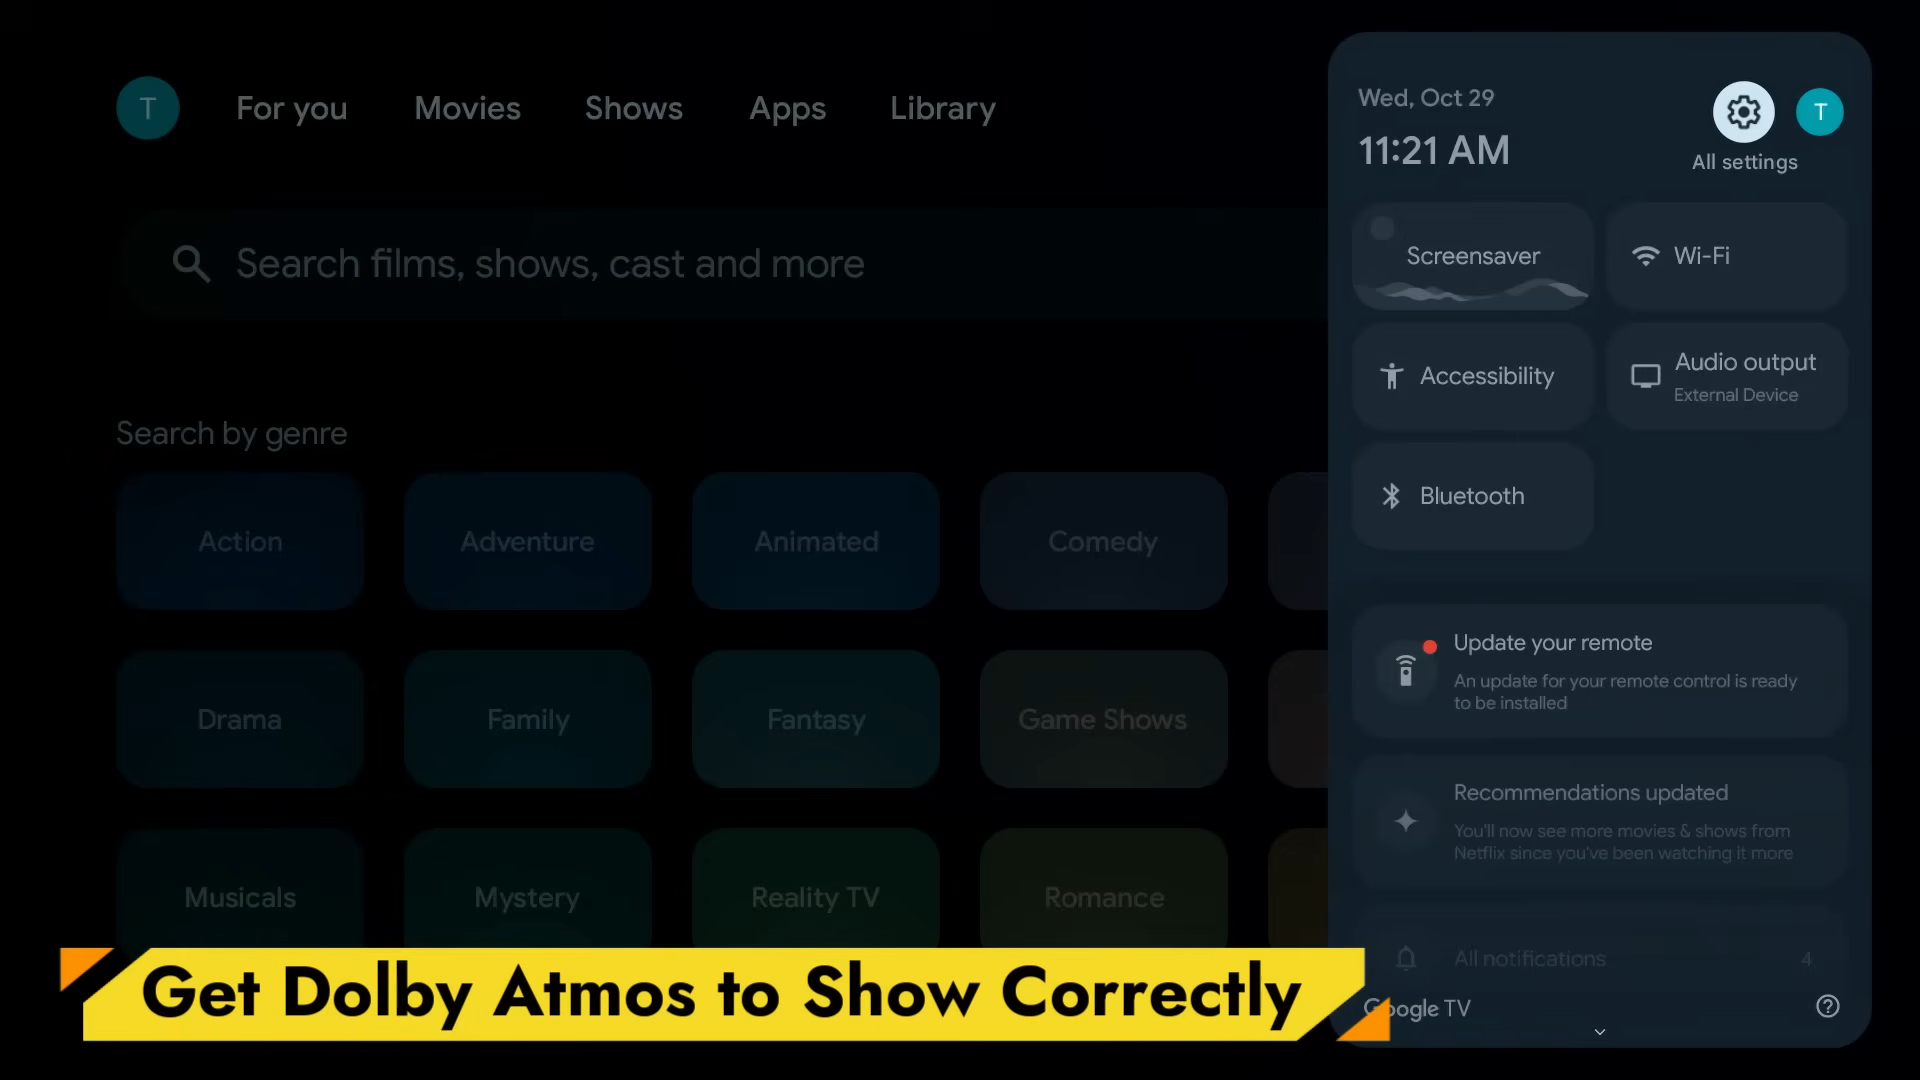 T
For you
Movies
Shows
Apps
Library
Search films, shows, cast and more
Search by genre
Action
Adventure
Animated
Comedy
Drama
Family
Fantasy
Game Shows
Musicals
Mystery
Reality TV
Romance
Wed, Oct 29
11:21 AM
T
All settings
Screensaver
Wi-Fi
Accessibility
Audio output
External Device
Bluetooth
Update your remote
An update for your remote control is ready
to be installed
Recommendations updated
You'll now see more movies & shows from
Netflix since you've been watching it more
All notifications
4
Google TV
Get Dolby Atmos to Show Correctly